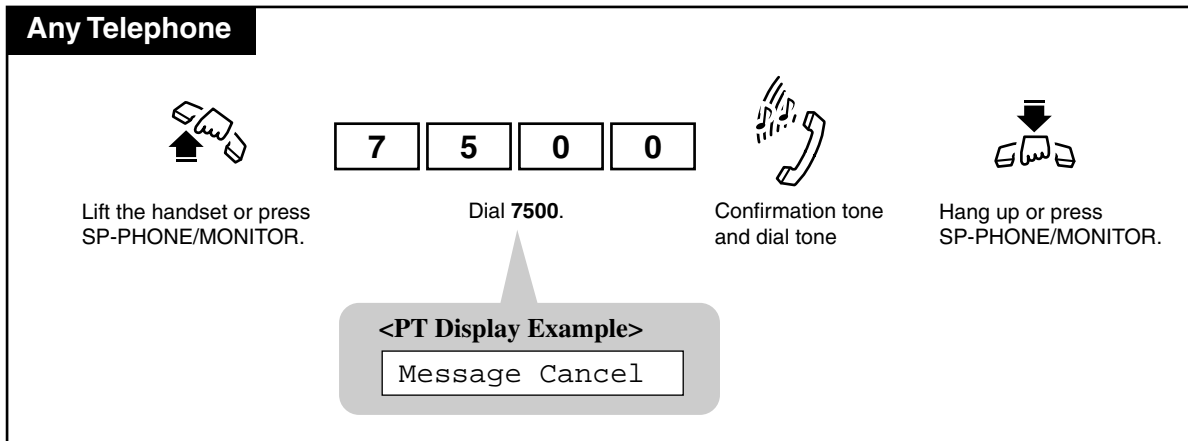 Any Telephone
7 5 0 0
Lift the handset or press
SP-PHONE/MONITOR.
Dial 7500.
Confirmation tone
and dial tone
Hang up or press
SP-PHONE/MONITOR.
<PT Display Example>
Message Cancel